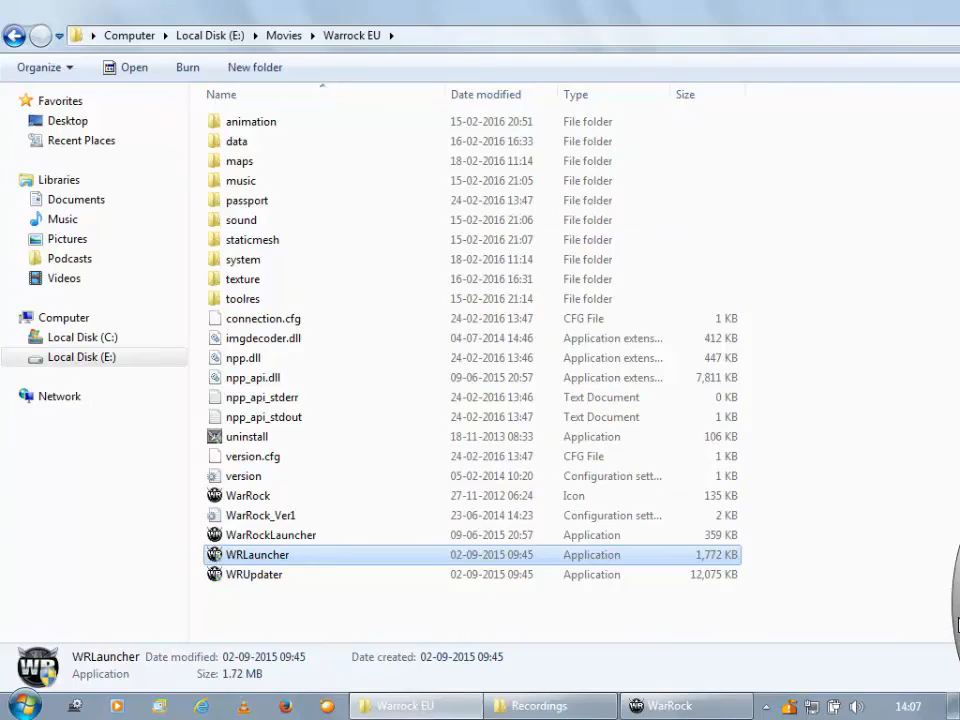 Computer Local Disk (E:) Movies Warrock EU
Organize Open Burn New folder
Name Date modified Type Size
Favorites
Desktop
Recent Places
Libraries
Documents
Music
Pictures
Podcasts
Videos
Computer
Local Disk (C:)
Local Disk (E:)
Network
animation 15-02-2016 20:51 File folder
data 16-02-2016 16:33 File folder
maps 18-02-2016 11:14 File folder
music 15-02-2016 21:05 File folder
passport 24-02-2016 13:47 File folder
sound 15-02-2016 21:06 File folder
staticmesh 15-02-2016 21:07 File folder
system 18-02-2016 11:14 File folder
texture 16-02-2016 16:31 File folder
toolres 15-02-2016 21:14 File folder
connection.cfg 24-02-2016 13:47 CFG File 1 KB
imgdecoder.dll 04-07-2014 14:46 Application extens... 412 KB
npp.dll 24-02-2016 13:46 Application extens... 447 KB
npp_api.dll 09-06-2015 20:57 Application extens... 7,811 KB
npp_api_stderr 24-02-2016 13:46 Text Document 0 KB
npp_api_stdout 24-02-2016 13:47 Text Document 1 KB
uninstall 18-11-2013 08:33 Application 106 KB
version.cfg 24-02-2016 13:47 CFG File 1 KB
version 05-02-2014 10:20 Configuration sett... 1 KB
WarRock 27-11-2012 06:24 Icon 135 KB
WarRock_Ver1 23-06-2014 14:23 Configuration sett... 2 KB
WarRockLauncher 09-06-2015 20:57 Application 359 KB
WRLauncher 02-09-2015 09:45 Application 1,772 KB
WRUpdater 02-09-2015 09:45 Application 12,075 KB
WR
WRLauncher Date modified: 02-09-2015 09:45 Date created: 02-09-2015 09:45
Application Size: 1.72 MB
Warrock EU Recordings WarRock 14:07